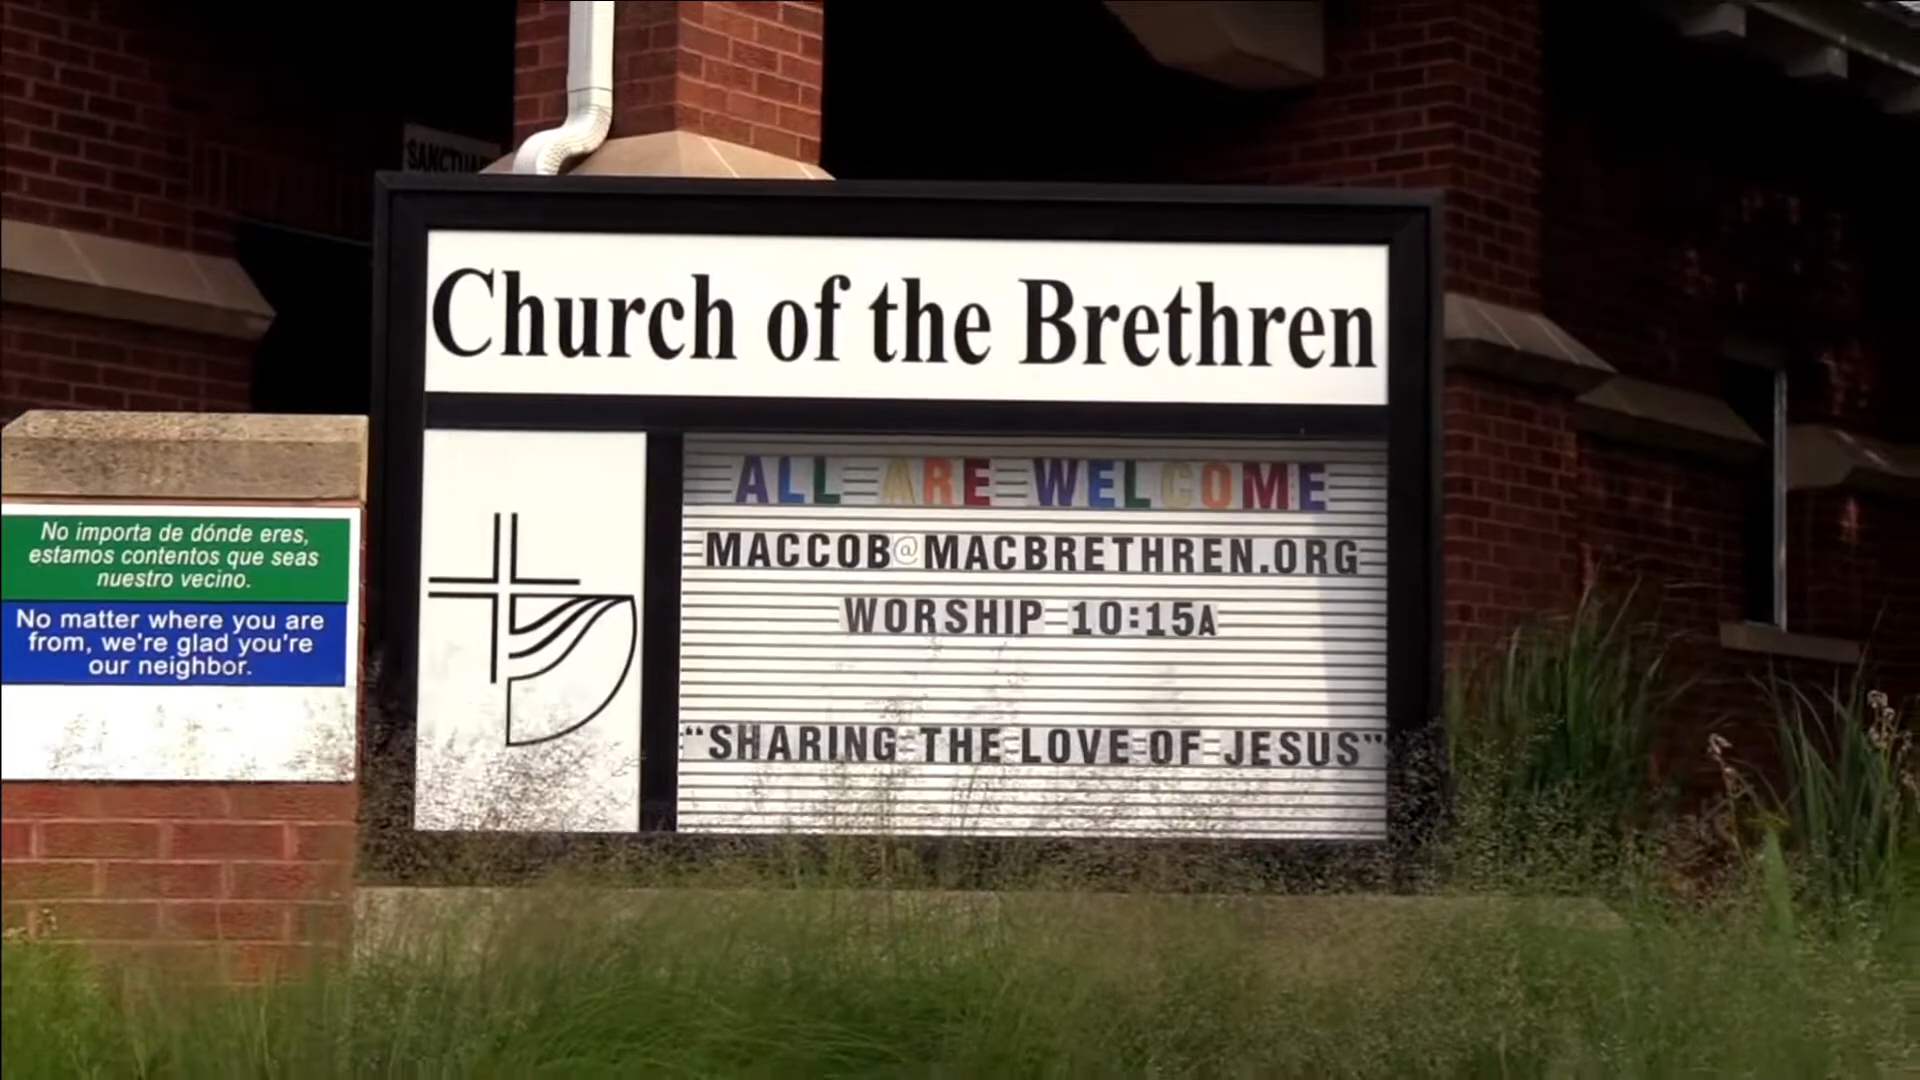 SANCTUA
Church of the Brethren
ALL ARE WELCOME
MACCOB@MACBRETHREN.ORG
WORSHIP 10:15A
"SHARING THE LOVE OF JESUS"
No importa de dónde eres,
estamos contentos que seas
nuestro vecino.
No matter where you are
from, we're glad you're
our neighbor.